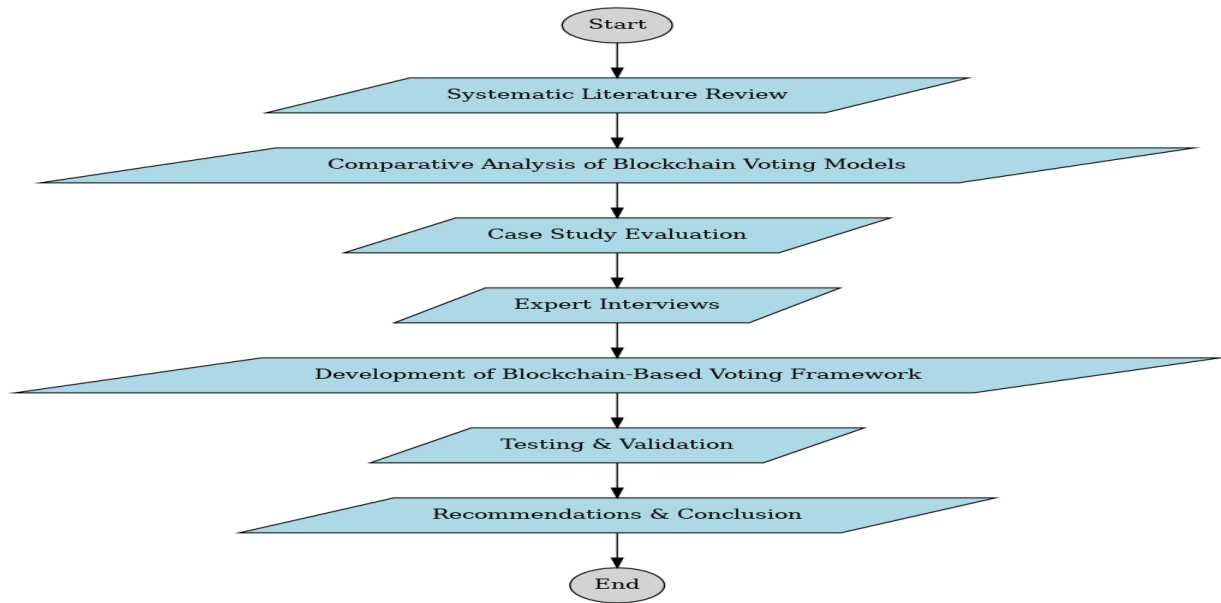 Start
Systematic Literature Review
Comparative Analysis of Blockchain Voting Models
Case Study Evaluation
Expert Interviews
Development of Blockchain-Based Voting Framework
Testing & Validation
Recommendations & Conclusion
End